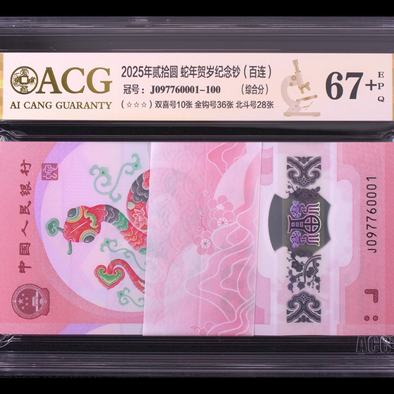 ACG
AI CANG GUARANTY
2025年贰拾圆 蛇年贺岁纪念钞（百连）
冠号：J097760001-100 （综合分）
（☆☆☆）双喜号10张 金钩号36张 北斗号28张
67+
EPQ
中国人民银行
J097760001
ACG